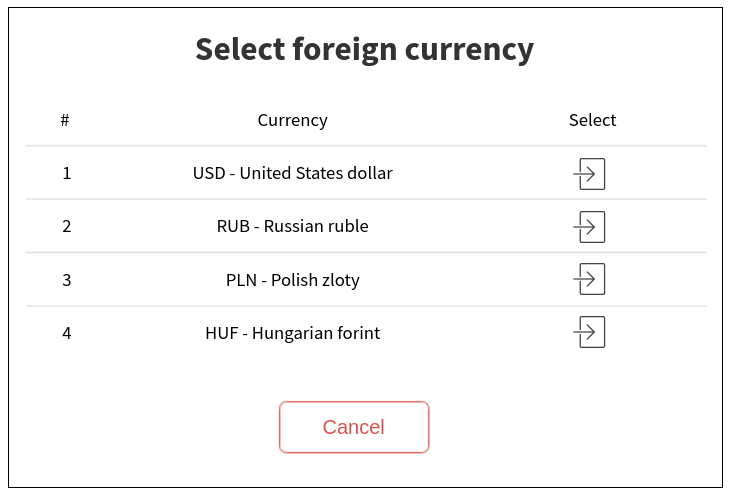 Select foreign currency
# Currency Select
1 USD - United States dollar
2 RUB - Russian ruble
3 PLN - Polish zloty
4 HUF - Hungarian forint
Cancel